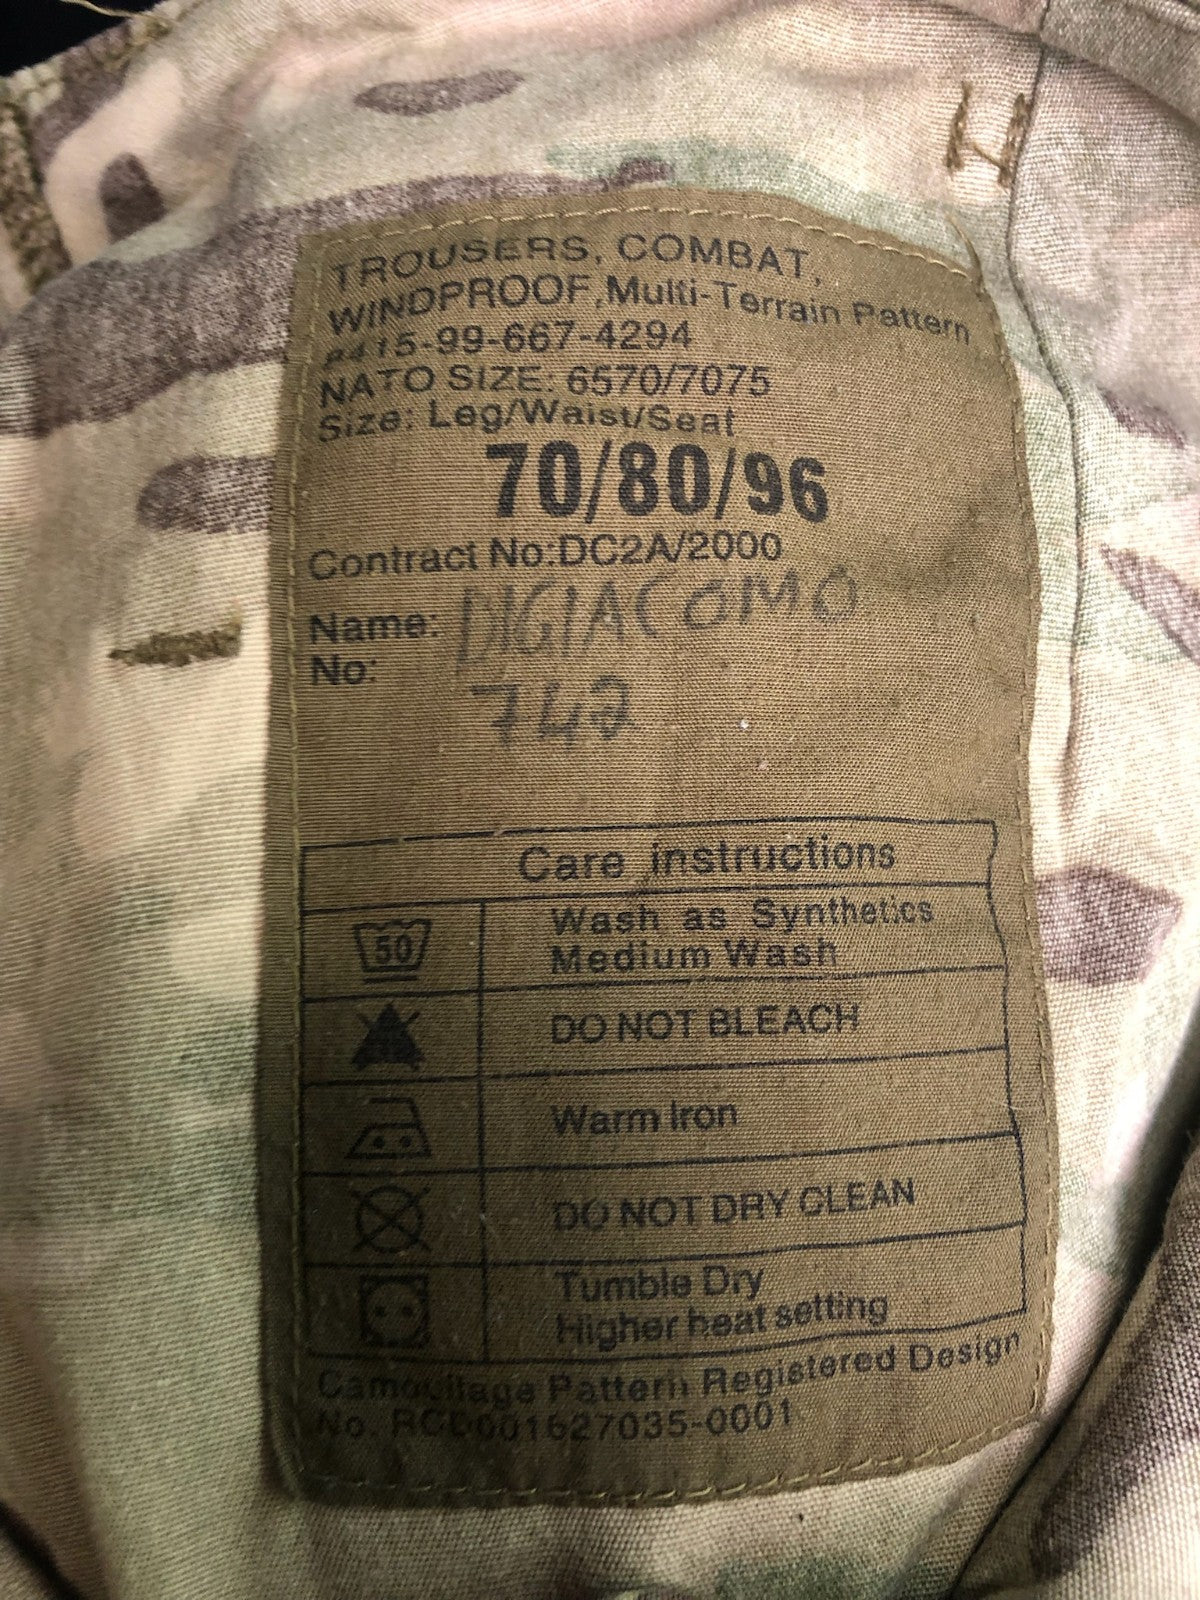 TROUSERS, COMBAT,
WINDPROOF, Multi-Terrain Pattern
8415-99-667-4294
NATO SIZE: 6570/7075
Size: Leg/Waist/Seat
70/80/96
Contract No:DC2A/2000
Name: DIGIACOMO
No:
742
Care instructions
50
Wash as Synthetics
Medium Wash
DO NOT BLEACH
Warm Iron
DO NOT DRY CLEAN
Tumble Dry
Higher heat setting
Camouflage Pattern Registered Design
No. RCD001627035-0001